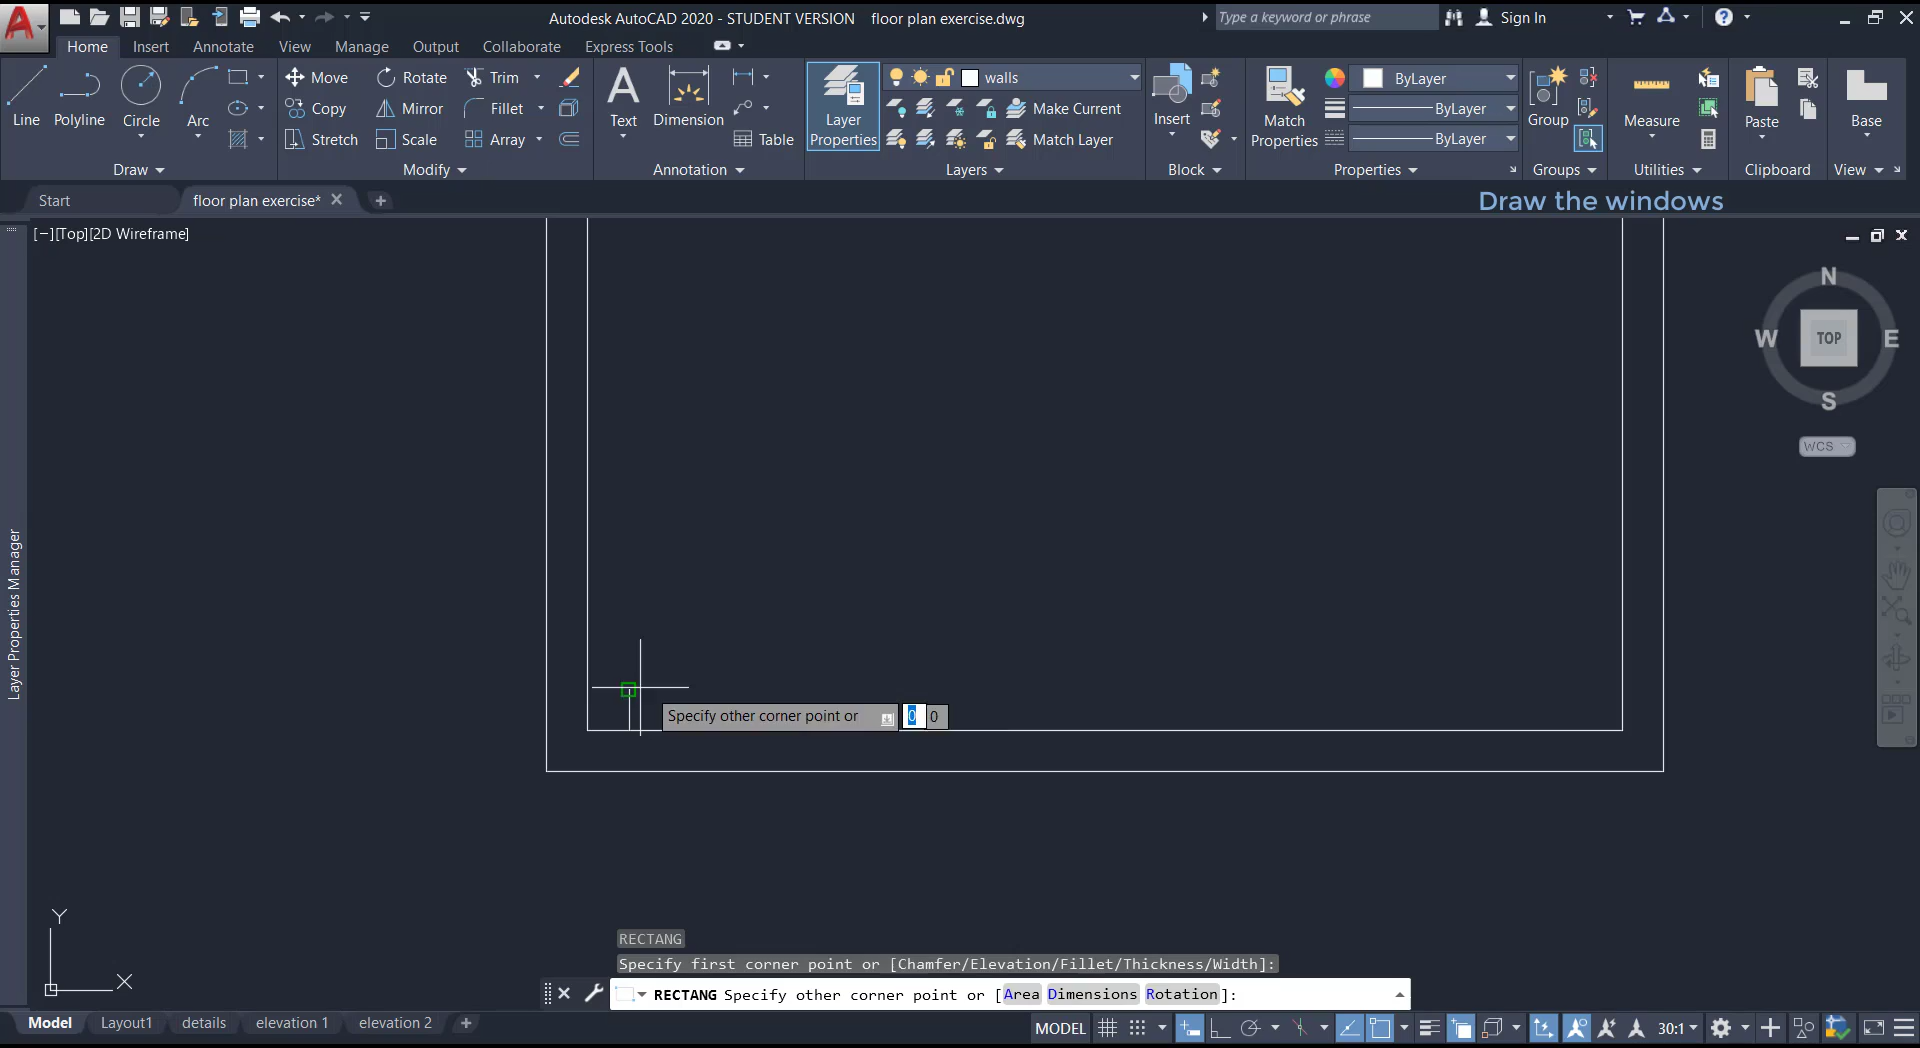 Autodesk AutoCAD 2020 - STUDENT VERSION floor plan exercise.dwg
Type a keyword or phrase
Sign In
Home Insert Annotate View Manage Output Collaborate Express Tools
Line Polyline Circle Arc
Move Rotate Trim
Copy Mirror Fillet
Stretch Scale Array
Text Dimension
Table
Layer Properties
walls
Make Current
Match Layer
Insert
Match Properties
ByLayer
ByLayer
ByLayer
Group
Measure
Paste
Base
Draw Modify Annotation Layers Block Properties Groups Utilities Clipboard View
Start
floor plan exercise*
Draw the windows
[−][Top][2D Wireframe]
N
W TOP E
S
WCS
Layer Properties Manager
Specify other corner point or 0 0
Y
X
RECTANG
Specify first corner point or [Chamfer/Elevation/Fillet/Thickness/Width]:
RECTANG Specify other corner point or [Area Dimensions Rotation]:
Model Layout1 details elevation 1 elevation 2
MODEL
30:1